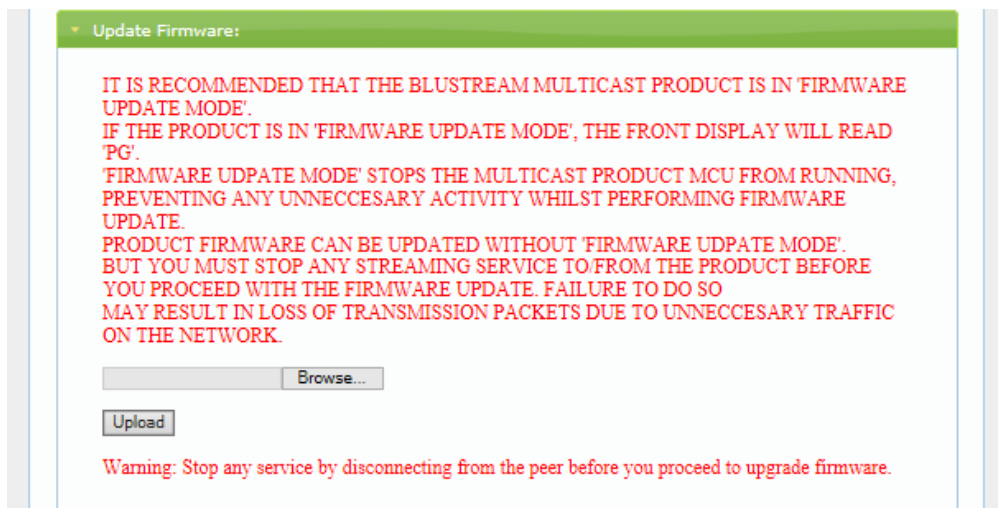 Update Firmware:
IT IS RECOMMENDED THAT THE BLUSTREAM MULTICAST PRODUCT IS IN 'FIRMWARE
UPDATE MODE'.
IF THE PRODUCT IS IN 'FIRMWARE UPDATE MODE', THE FRONT DISPLAY WILL READ
'PG'.
'FIRMWARE UDPATE MODE' STOPS THE MULTICAST PRODUCT MCU FROM RUNNING,
PREVENTING ANY UNNECCESARY ACTIVITY WHILST PERFORMING FIRMWARE
UPDATE.
PRODUCT FIRMWARE CAN BE UPDATED WITHOUT 'FIRMWARE UDPATE MODE'.
BUT YOU MUST STOP ANY STREAMING SERVICE TO/FROM THE PRODUCT BEFORE
YOU PROCEED WITH THE FIRMWARE UPDATE. FAILURE TO DO SO
MAY RESULT IN LOSS OF TRANSMISSION PACKETS DUE TO UNNECCESARY TRAFFIC
ON THE NETWORK.
Browse...
Upload
Warning: Stop any service by disconnecting from the peer before you proceed to upgrade firmware.